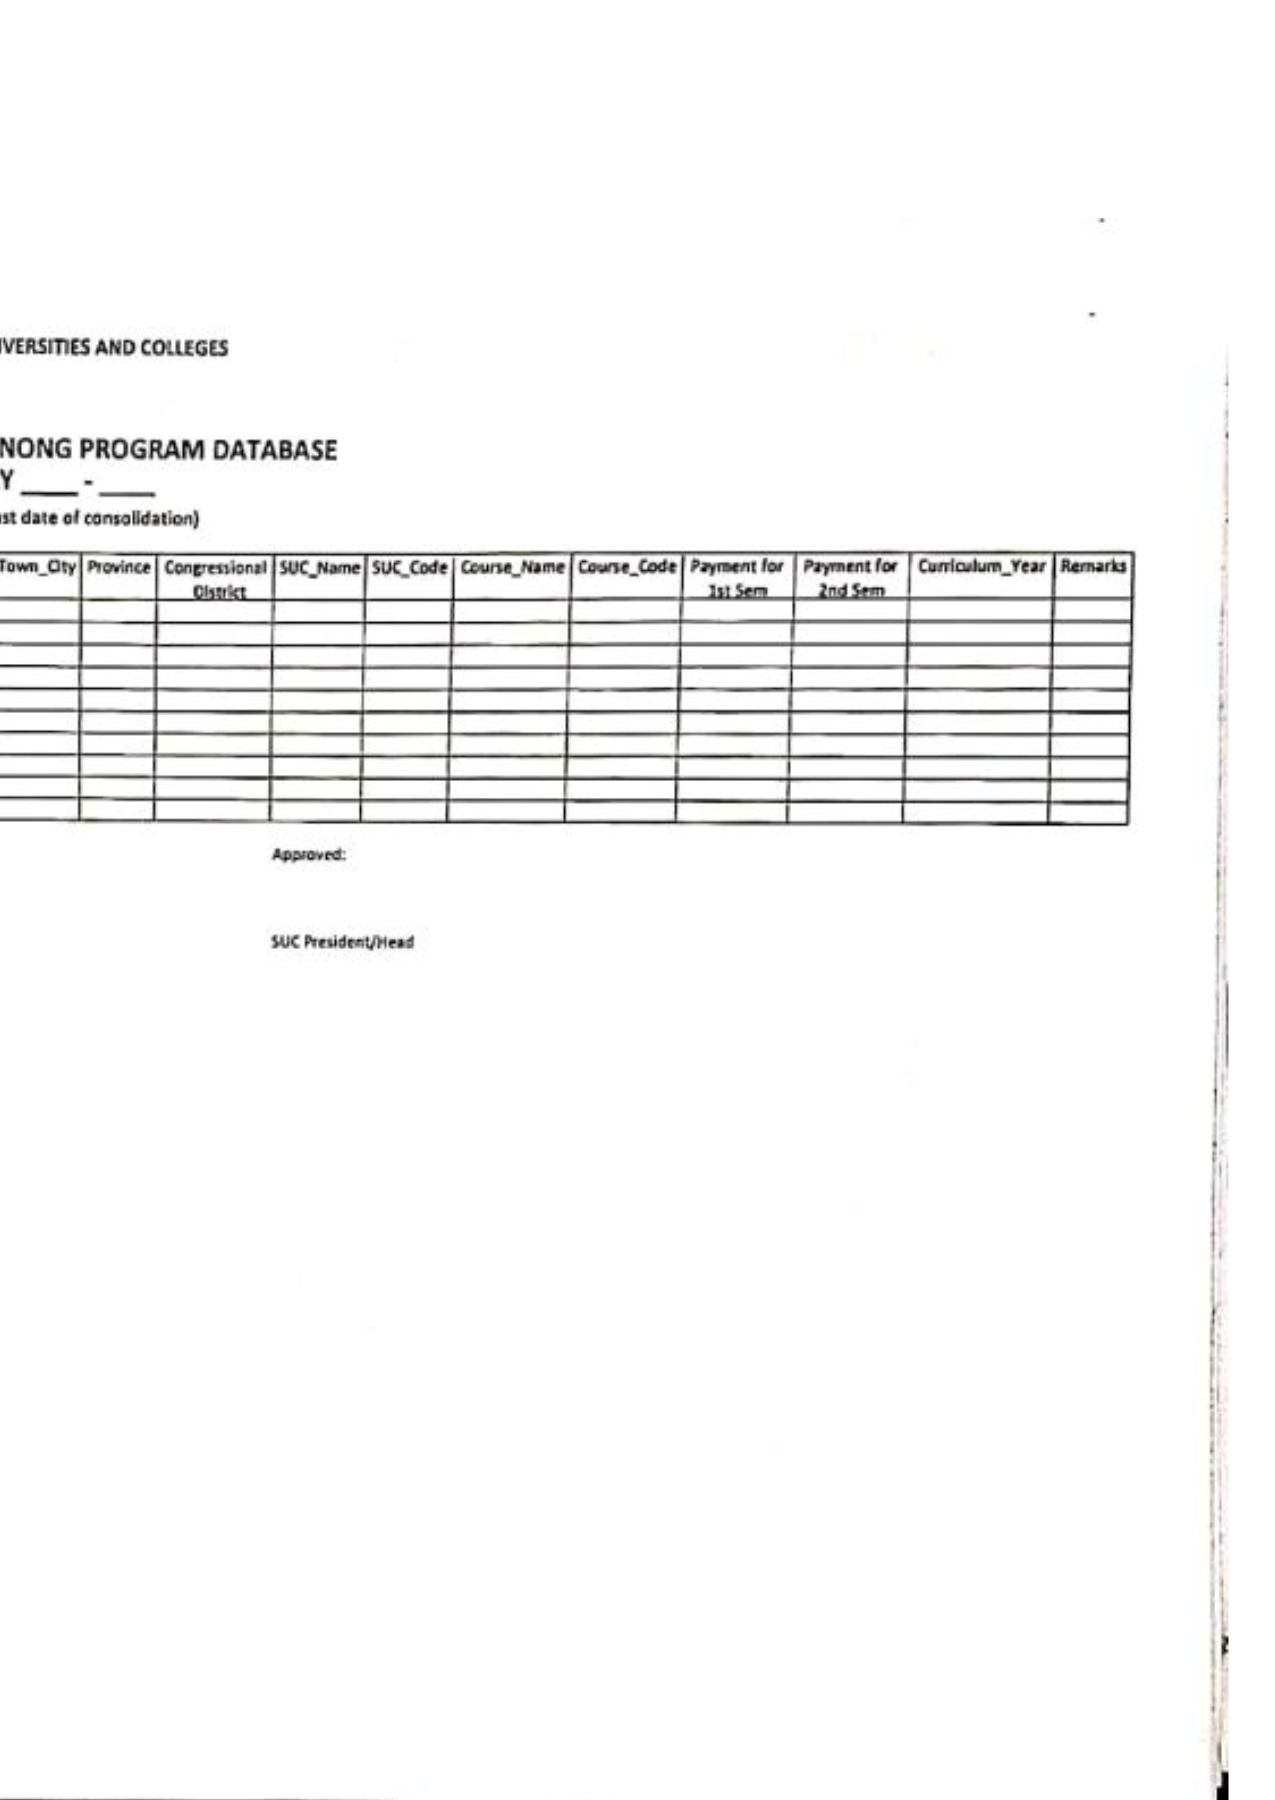 IVERSITIES AND COLLEGES
NONG PROGRAM DATABASE
Y ____ - ____
st date of consolidation)
Town_City Province Congressional District SUC_Name SUC_Code Course_Name Course_Code Payment for 1st Sem Payment for 2nd Sem Curriculum_Year Remarks
Approved:
SUC President/Head